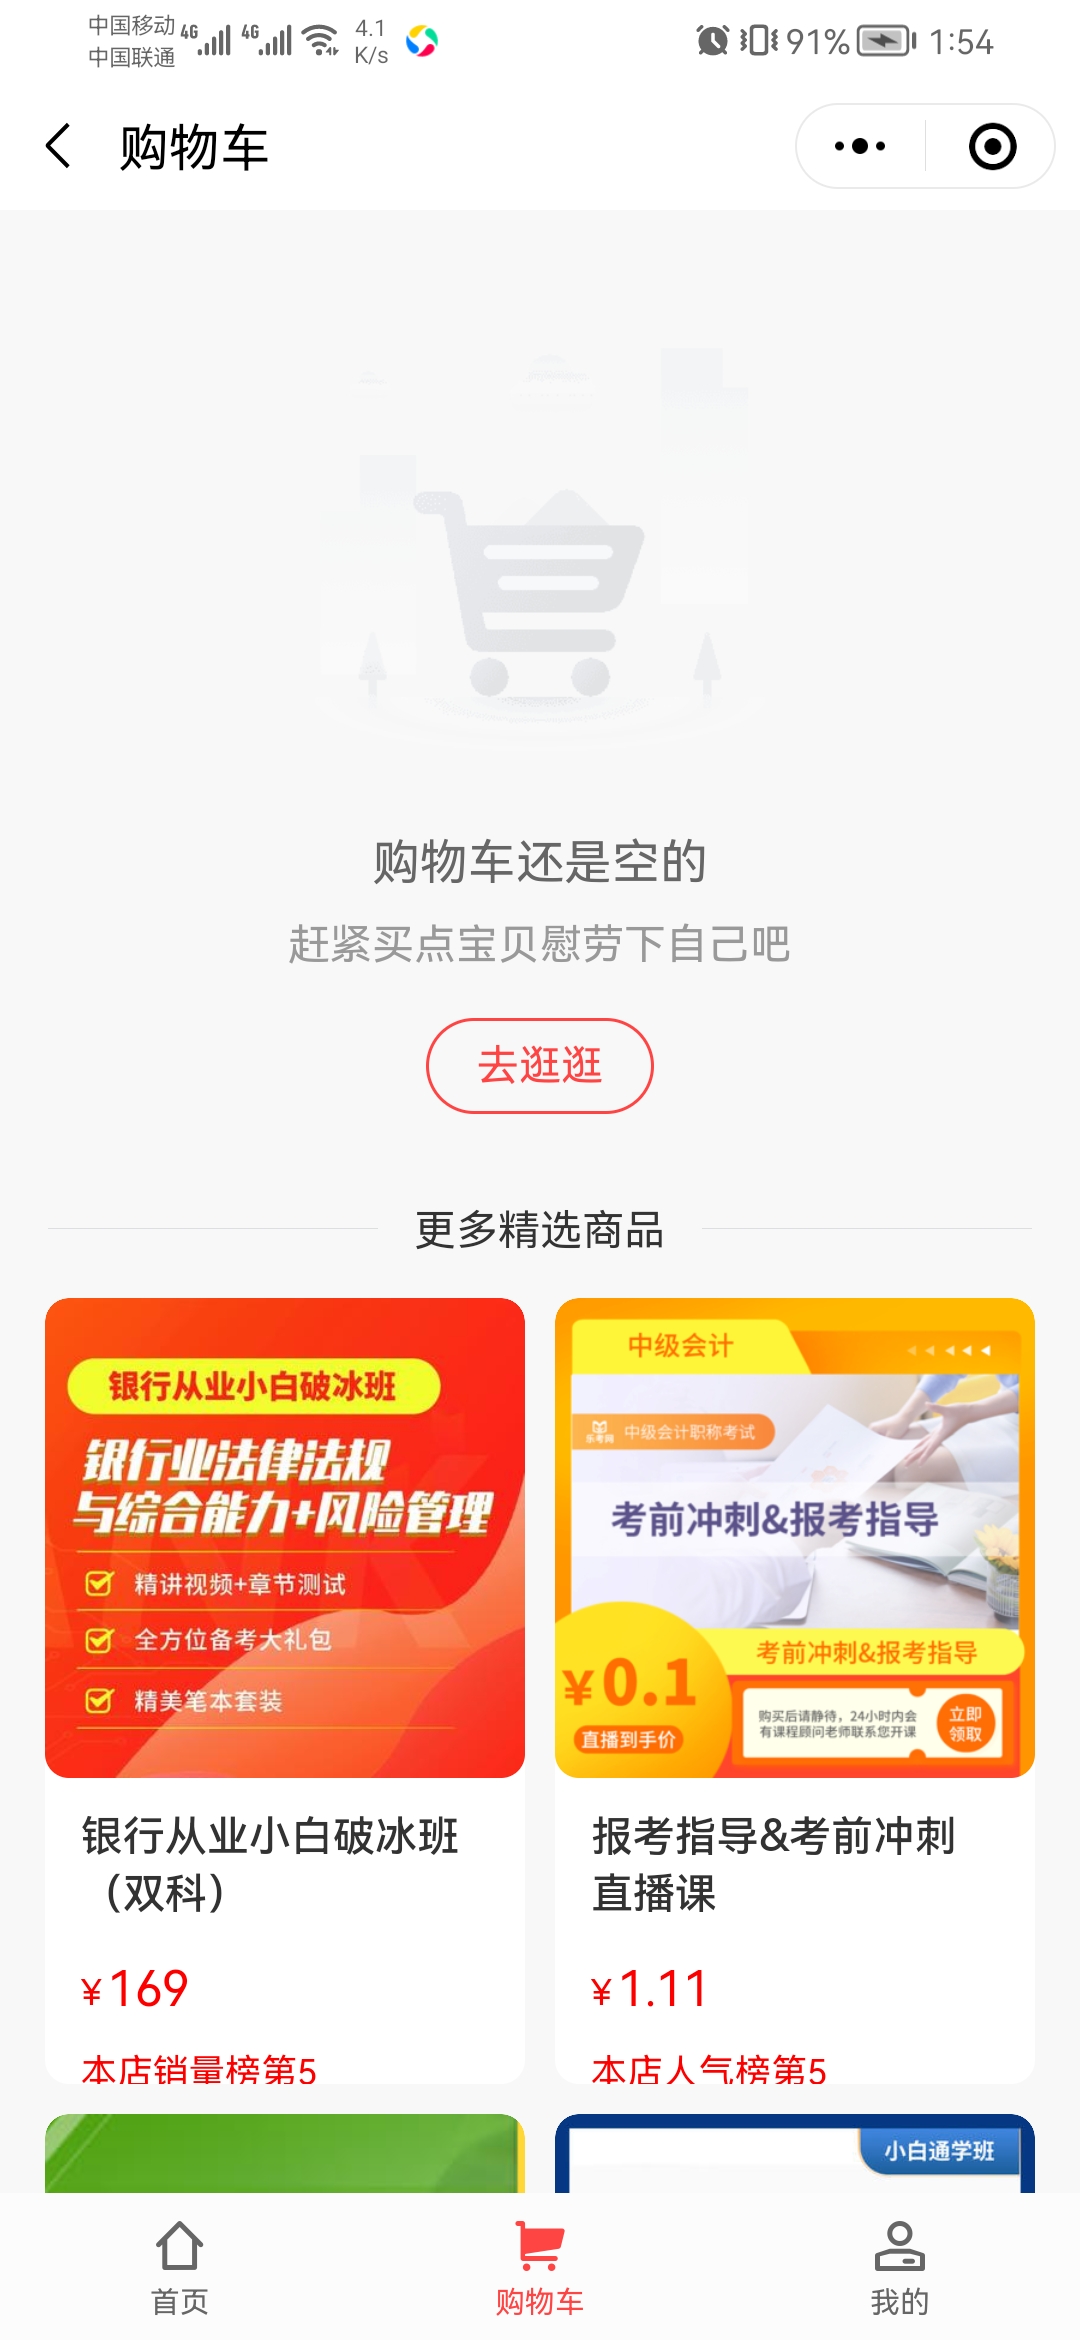 中国移动 4G 4G 4.1 K/s 91% 1:54
中国联通
购物车
购物车还是空的
赶紧买点宝贝慰劳下自己吧
去逛逛
更多精选商品
银行从业小白破冰班
银行业法律法规
与综合能力+风险管理
精讲视频+章节测试
全方位备考大礼包
精美笔本套装
银行从业小白破冰班
（双科）
¥169
本店销量榜第5
中级会计
乐考网 中级会计职称考试
考前冲刺&报考指导
考前冲刺&报考指导
¥0.1
直播到手价
购买后请静待，24小时内会
有课程顾问老师联系您开课
立即
领取
报考指导&考前冲刺
直播课
¥1.11
本店人气榜第5
小白通学班
首页
购物车
我的